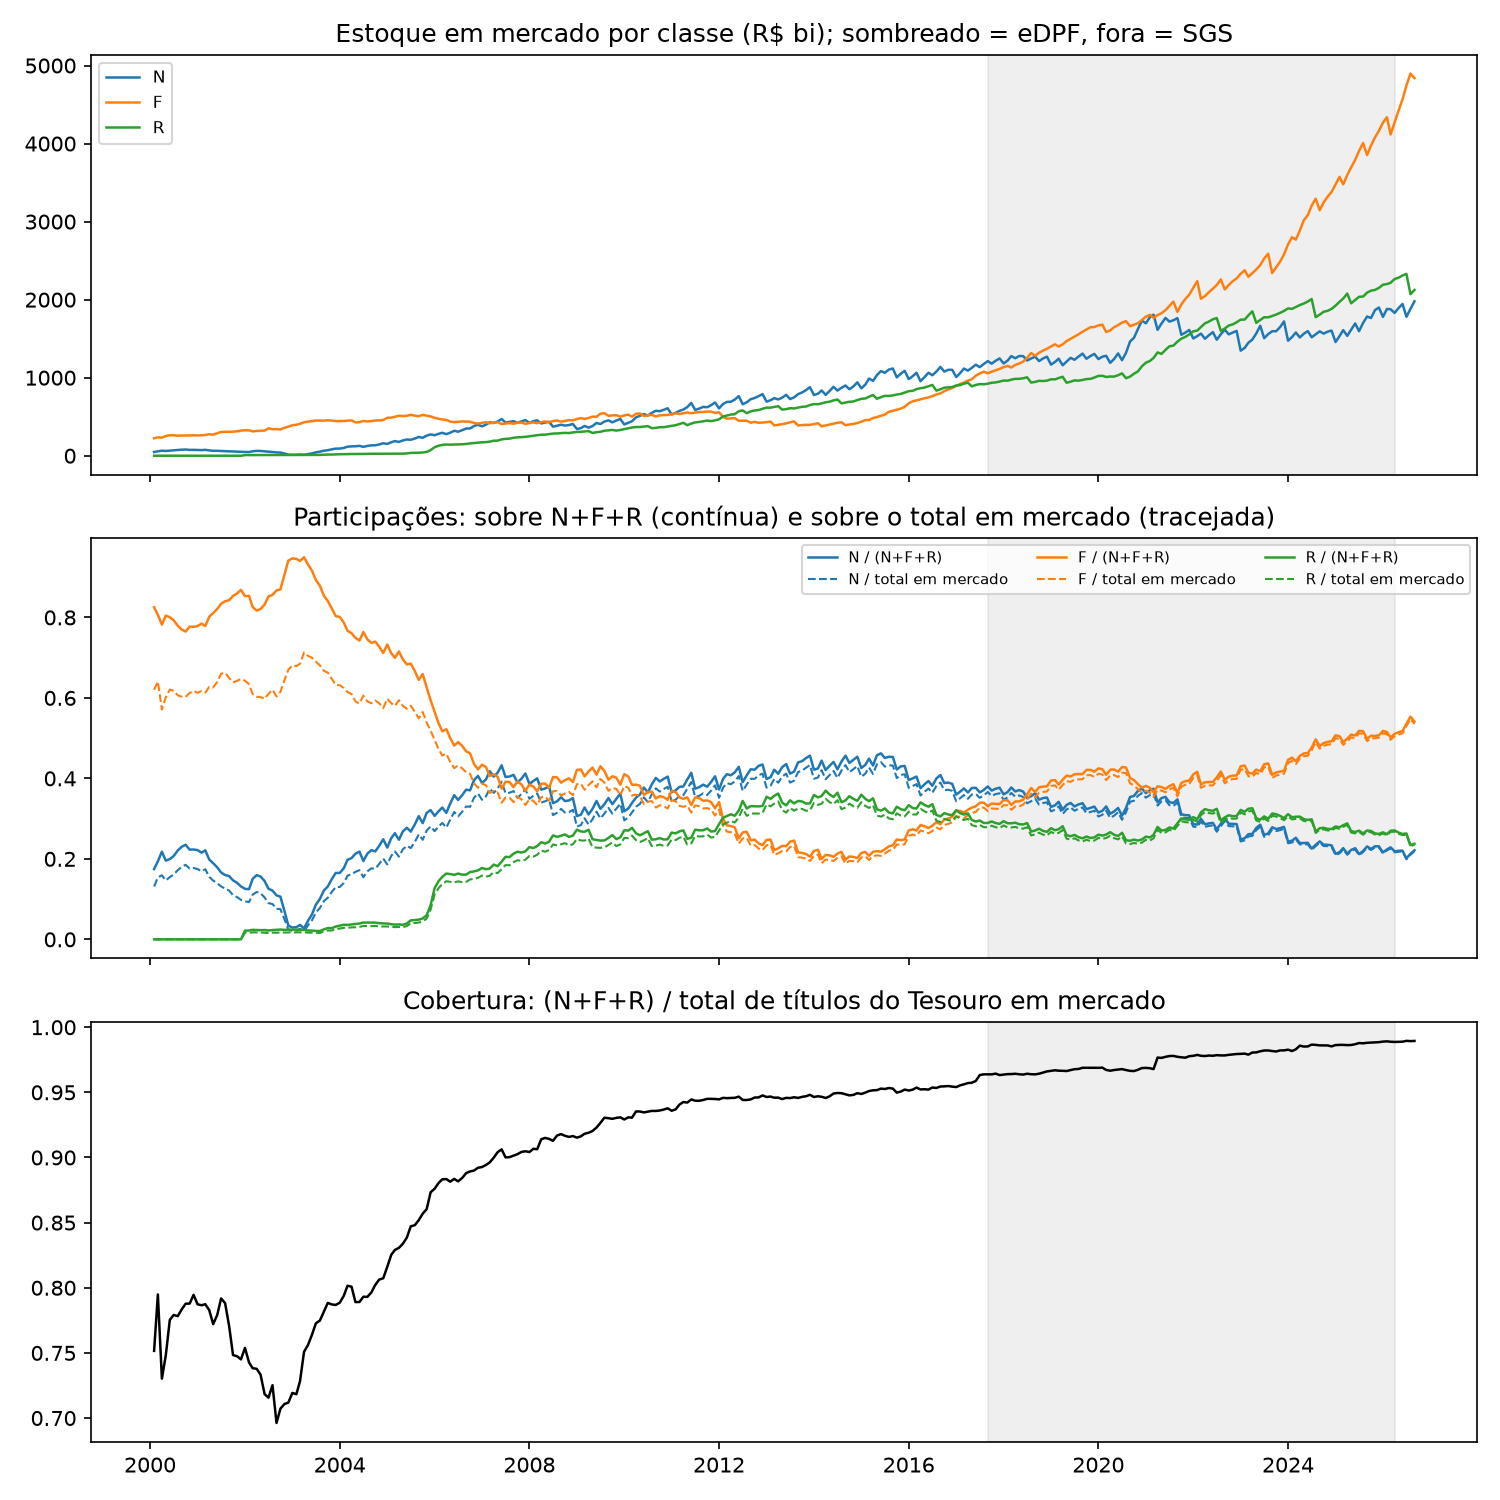 Estoque em mercado por classe (R$ bi); sombreado = eDPF, fora = SGS
5000
4000
3000
2000
1000
0
N
F
R
Participações: sobre N+F+R (contínua) e sobre o total em mercado (tracejada)
0.8
0.6
0.4
0.2
0.0
N / (N+F+R)
F / (N+F+R)
R / (N+F+R)
N / total em mercado
F / total em mercado
R / total em mercado
Cobertura: (N+F+R) / total de títulos do Tesouro em mercado
1.00
0.95
0.90
0.85
0.80
0.75
0.70
2000
2004
2008
2012
2016
2020
2024